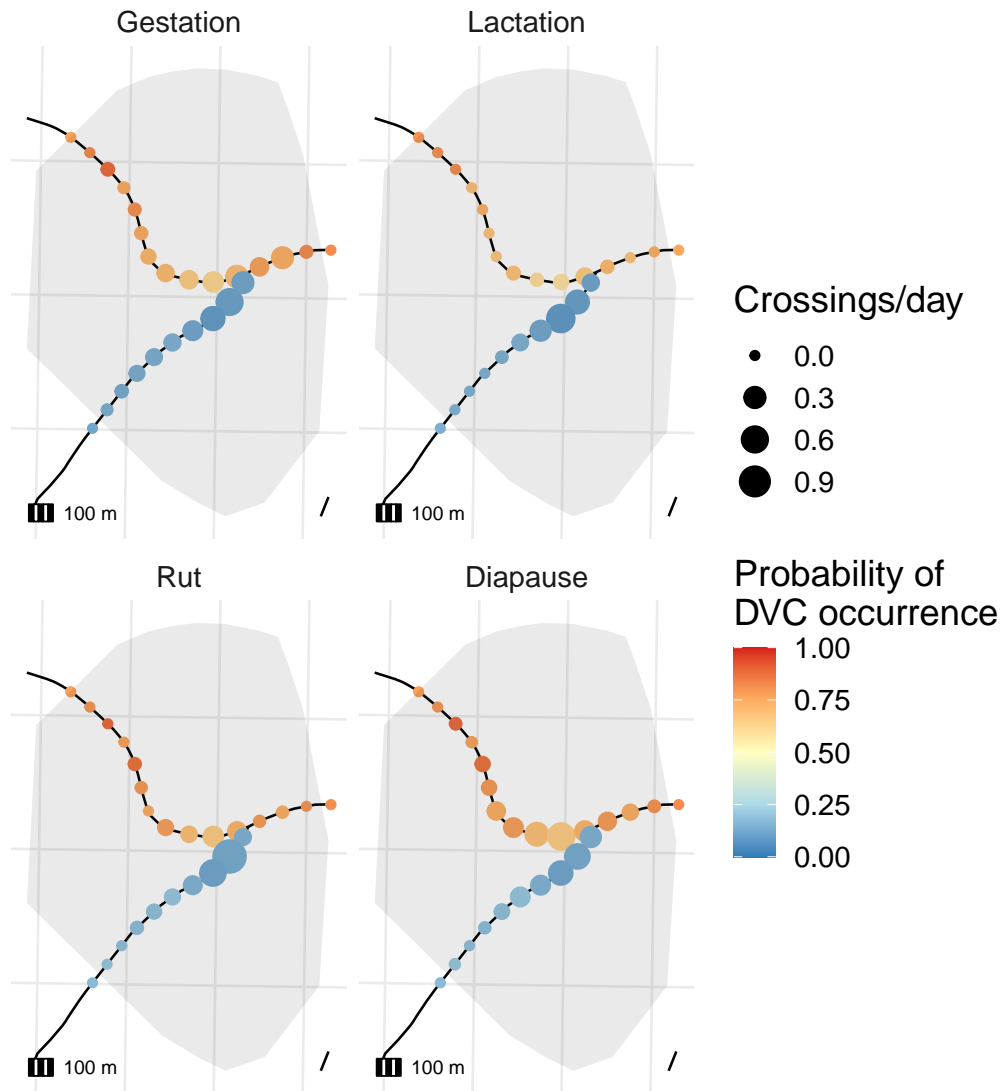 Gestation
Lactation
100 m
100 m
Rut
Diapause
100 m
100 m
Crossings/day
0.0
0.3
0.6
0.9
Probability of
DVC occurrence
1.00
0.75
0.50
0.25
0.00